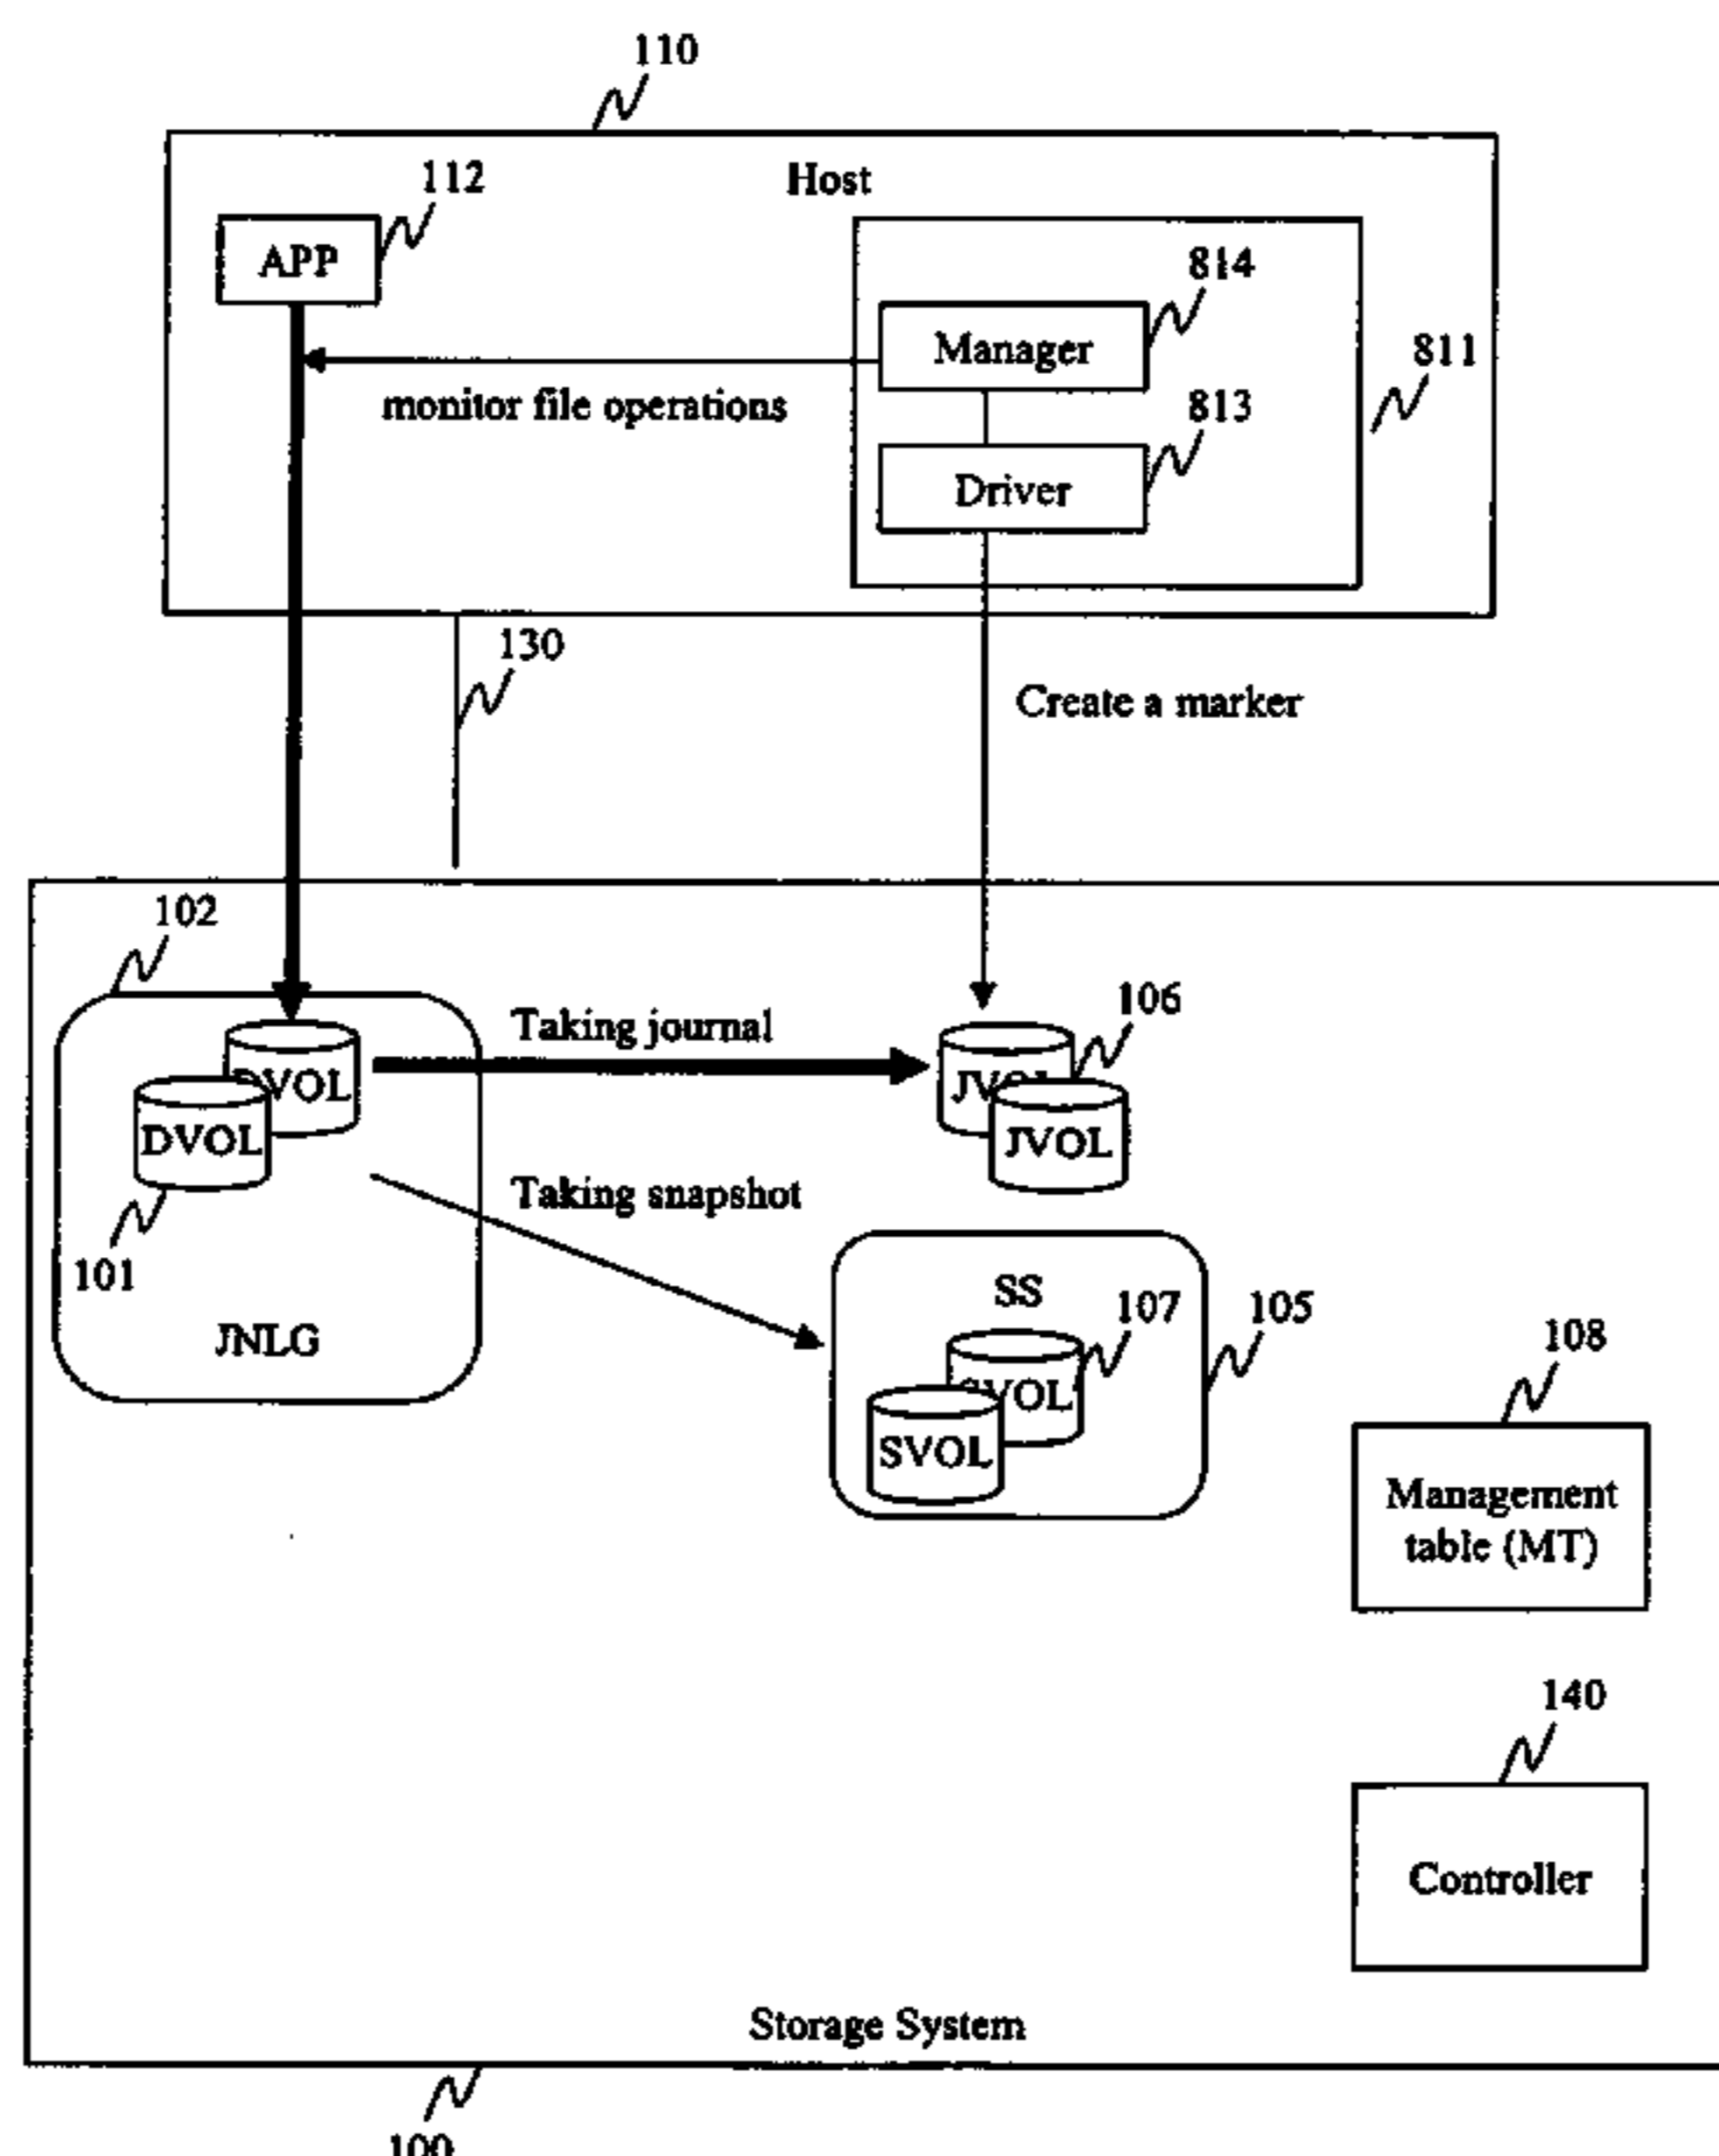 110
Host
112
APP
814
Manager
811
monitor file operations
813
Driver
130
Create a marker
102
106
Taking journal
DVOL
JVOL
DVOL
JVOL
Taking snapshot
101
SS
107
105
JNLG
108
SVOL
SVOL
Management
table (MT)
140
Controller
Storage System
100